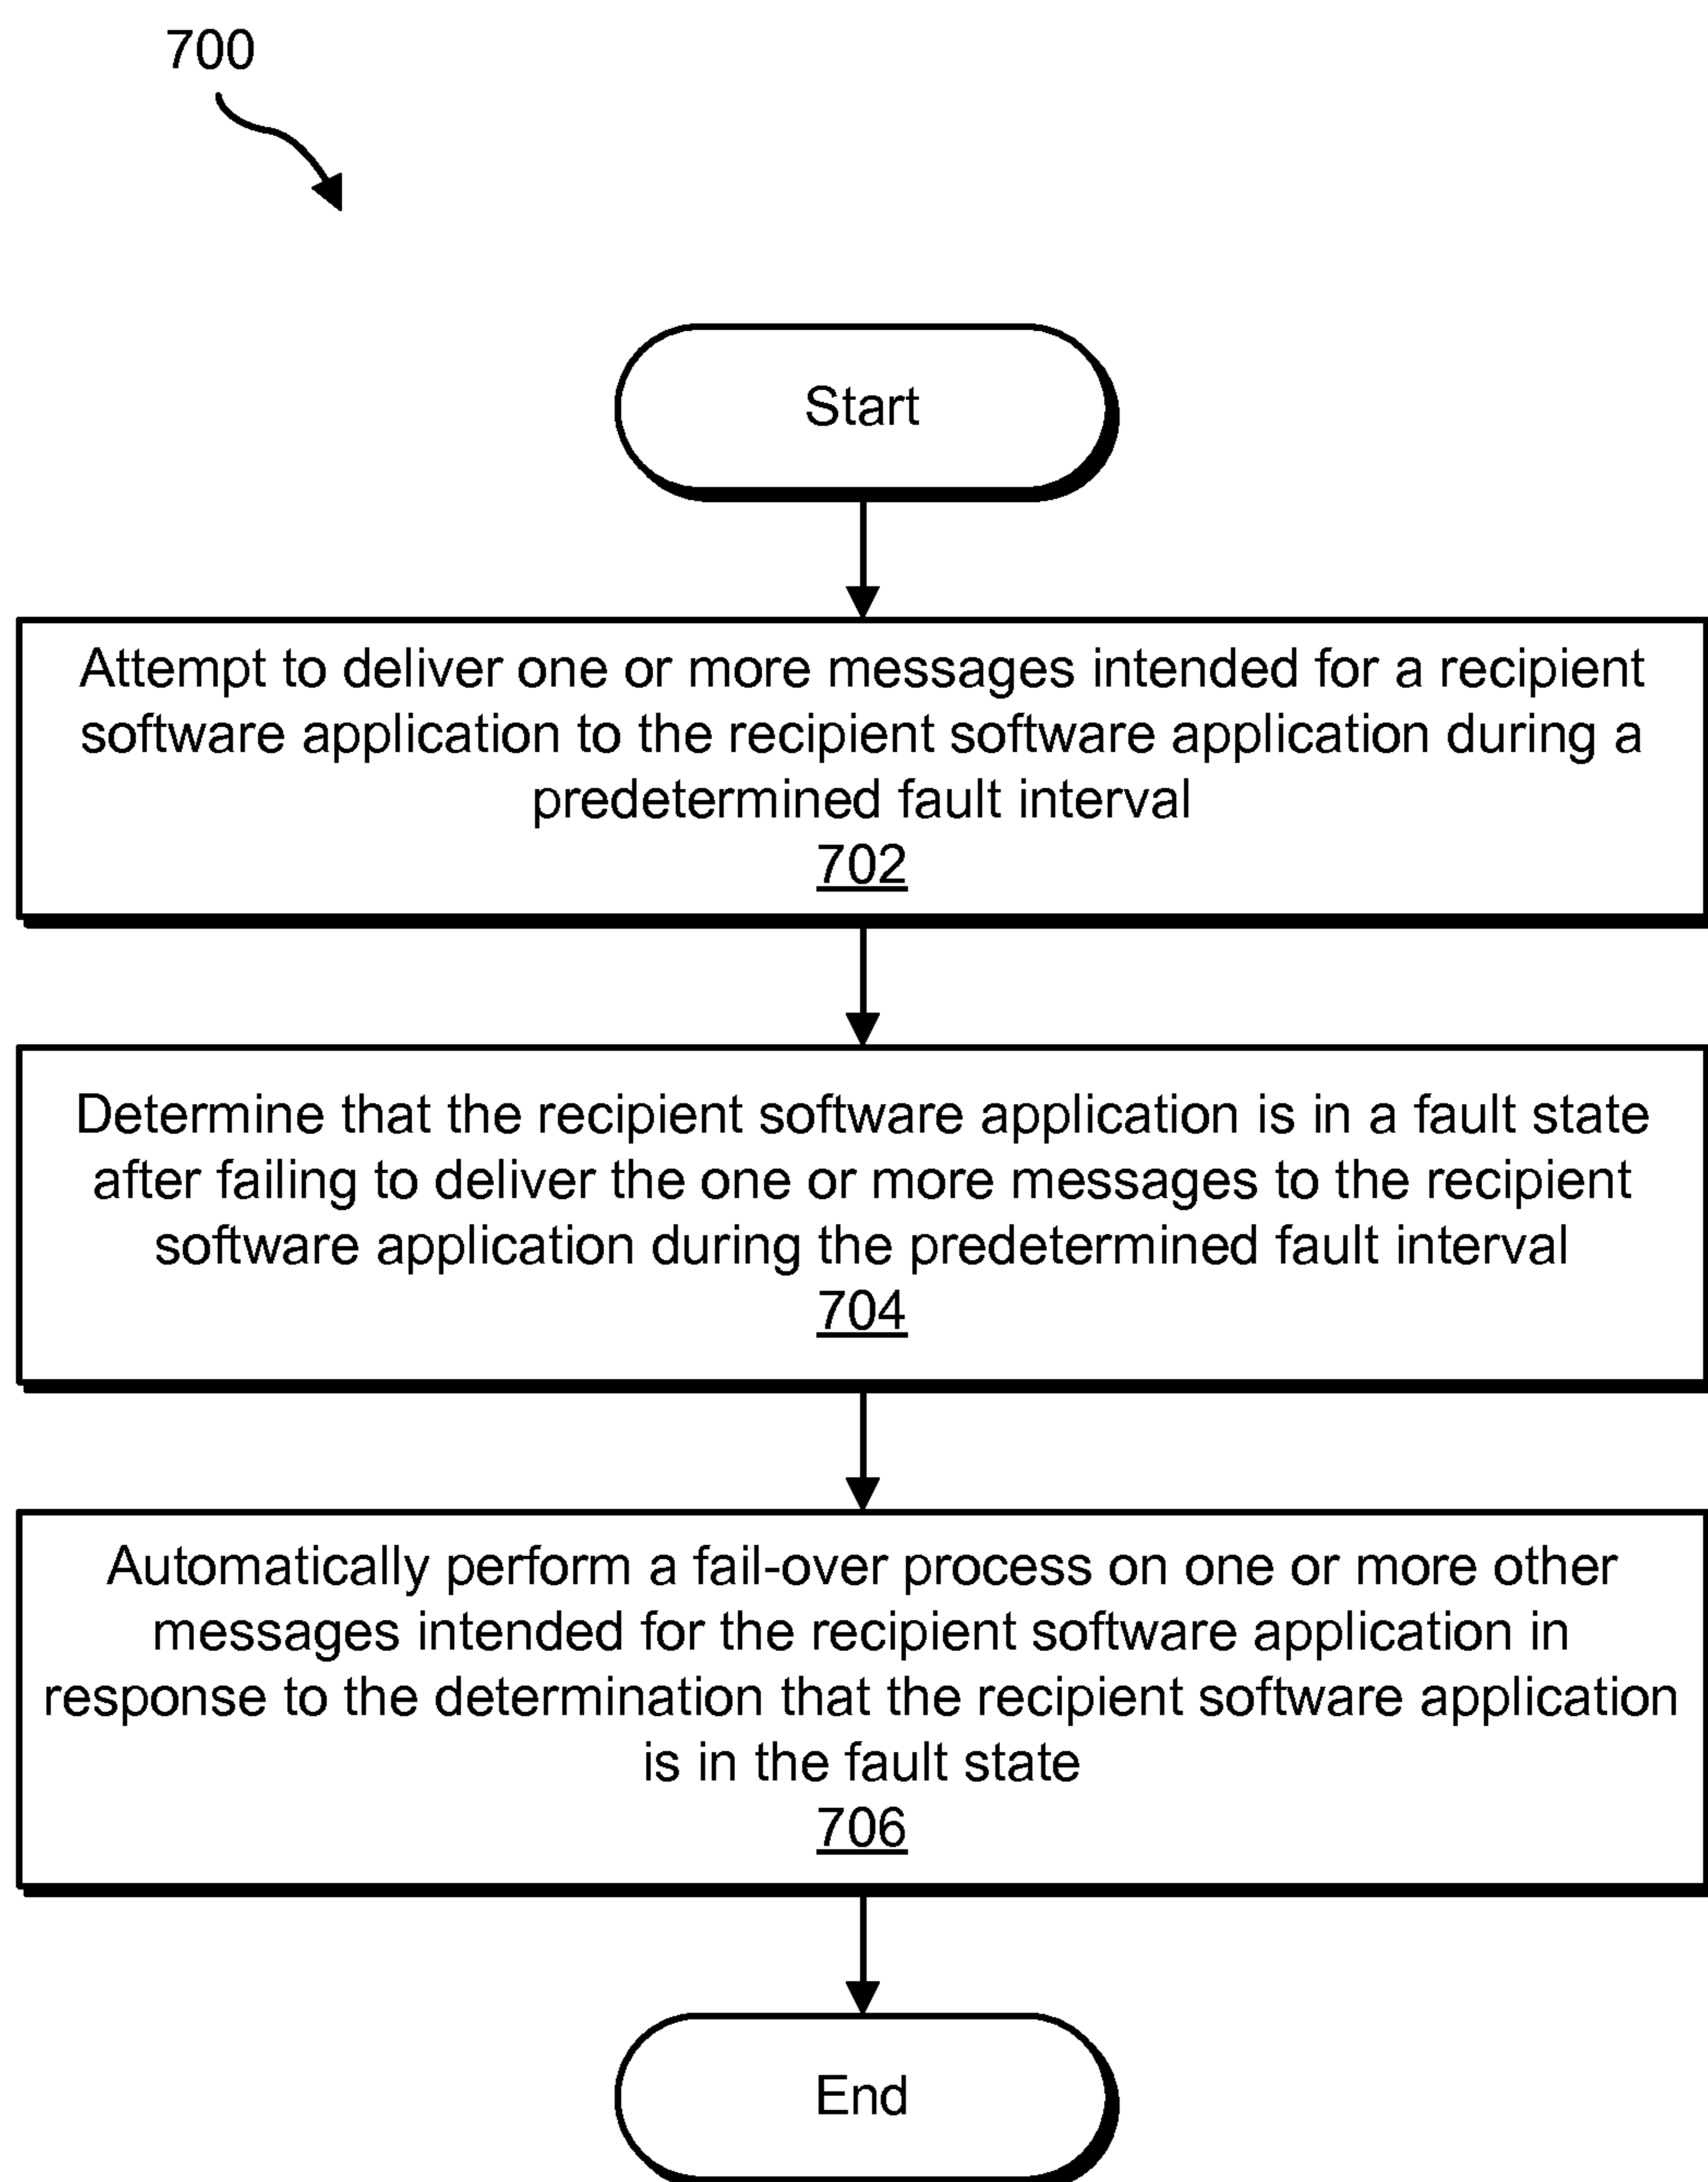 700
Start
Attempt to deliver one or more messages intended for a recipient
software application to the recipient software application during a
predetermined fault interval
702
Determine that the recipient software application is in a fault state
after failing to deliver the one or more messages to the recipient
software application during the predetermined fault interval
704
Automatically perform a fail-over process on one or more other
messages intended for the recipient software application in
response to the determination that the recipient software application
is in the fault state
706
End